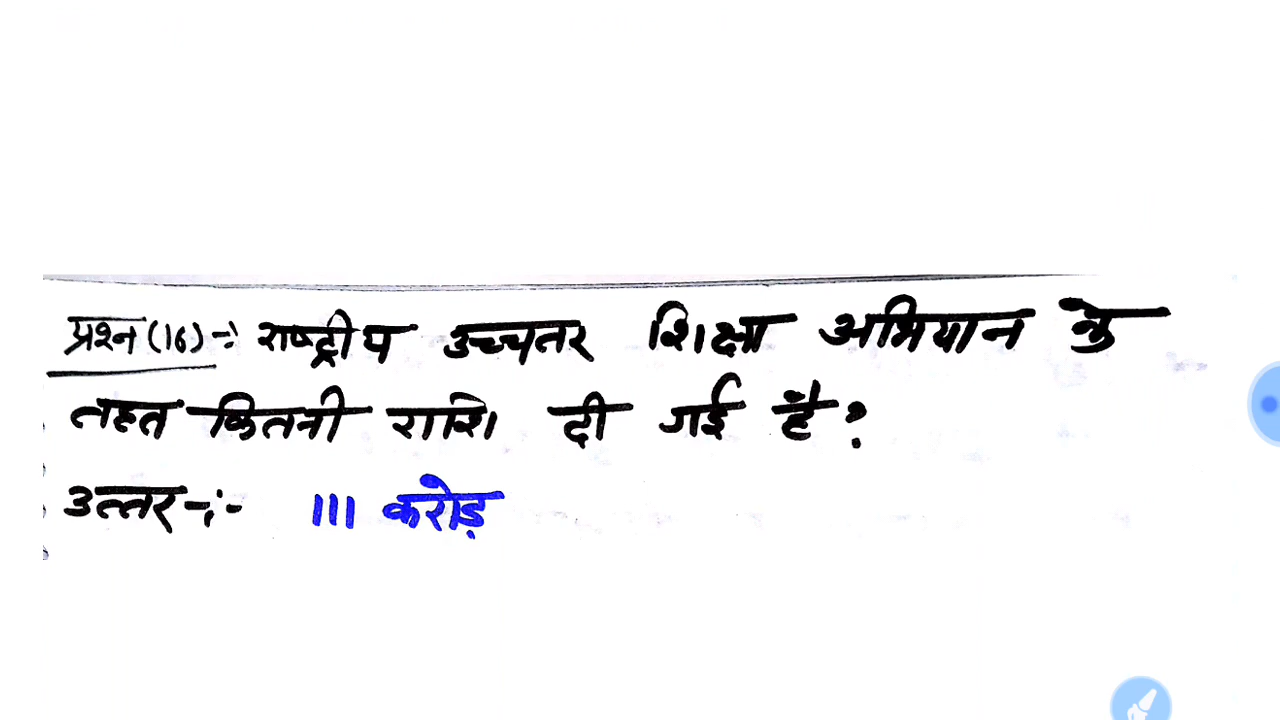 प्रश्न (16) -: राष्ट्रीय उच्चतर शिक्षा अभियान के
तहत कितनी राशि दी गई है?
उत्तर -:- 111 करोड़